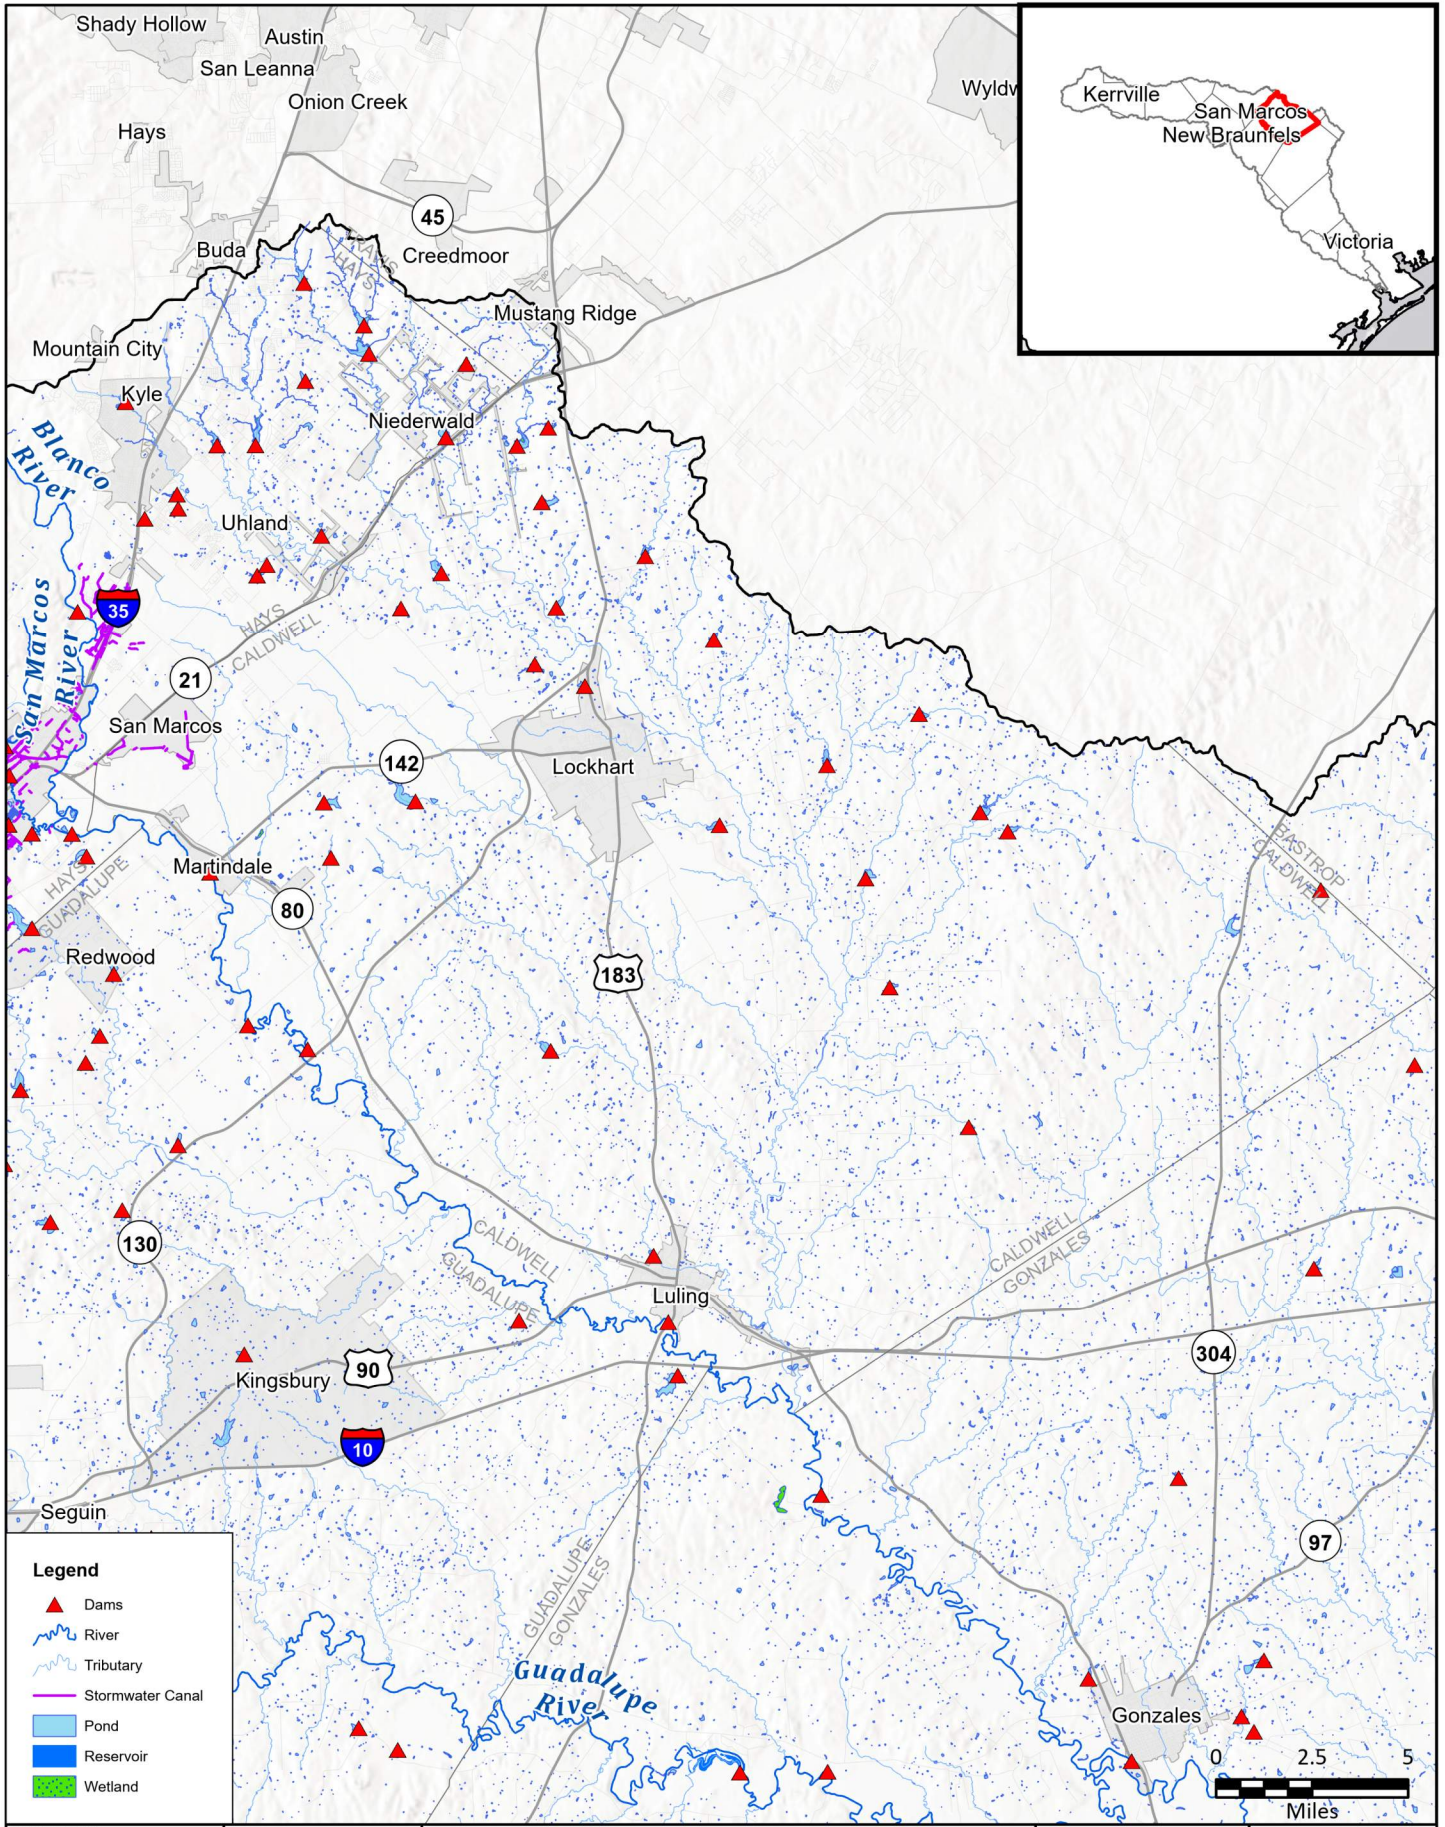 Shady Hollow
Austin
San Leanna
Onion Creek
Hays
Wyldw
Kerrville
San Marcos
New Braunfels
Victoria
45
Buda
Creedmoor
TRAVIS
HAYS
Mustang Ridge
Mountain City
Kyle
Niederwald
Blanco
River
Uhland
35
HAYS
CALDWELL
San Marcos
River
21
San Marcos
142
Lockhart
Martindale
HAYS
GUADALUPE
80
BASTROP
CALDWELL
Redwood
183
130
CALDWELL
GUADALUPE
CALDWELL
GONZALES
Luling
304
90
Kingsbury
10
Seguin
97
GUADALUPE
GONZALES
Guadalupe
River
Gonzales
Legend
Dams
River
Tributary
Stormwater Canal
Pond
Reservoir
Wetland
0 2.5 5
Miles